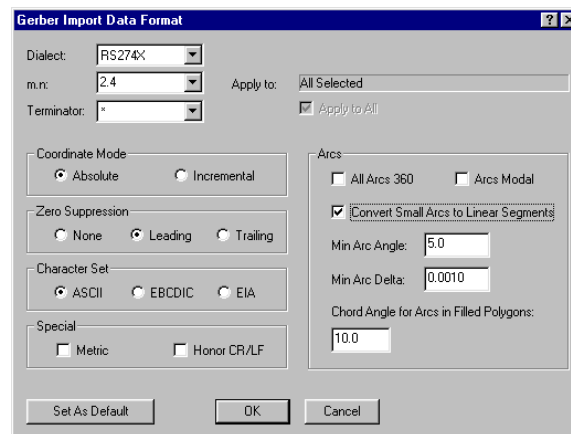 Gerber Import Data Format
Dialect: RS274X
m.n: 2.4 Apply to: All Selected
Terminator: * Apply to All
Coordinate Mode
Absolute Incremental
Zero Suppression
None Leading Trailing
Character Set
ASCII EBCDIC EIA
Special
Metric Honor CR/LF
Arcs
All Arcs 360 Arcs Modal
Convert Small Arcs to Linear Segments
Min Arc Angle: 5.0
Min Arc Delta: 0.0010
Chord Angle for Arcs in Filled Polygons:
10.0
Set As Default OK Cancel